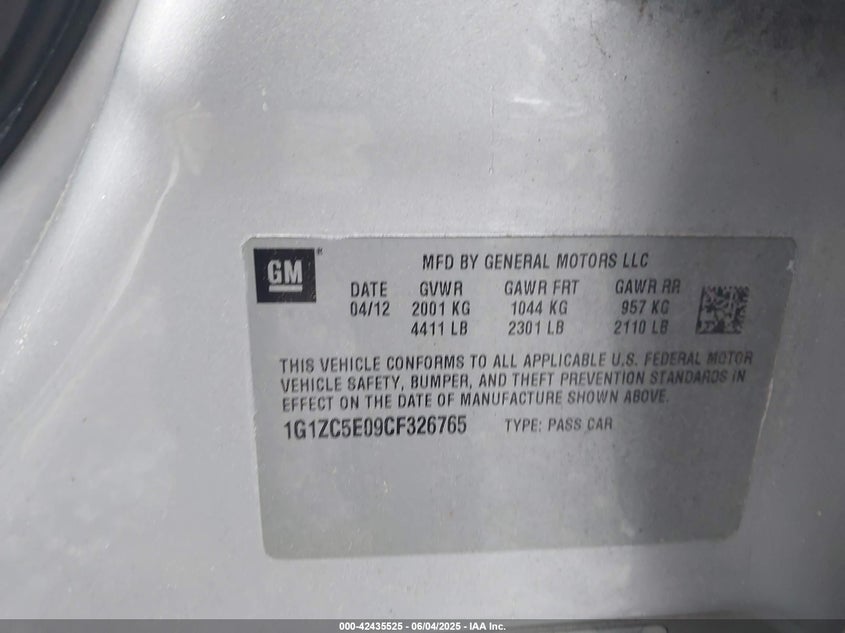 GM®
MFD BY GENERAL MOTORS LLC
DATE GVWR GAWR FRT GAWR RR
04/12 2001 KG 1044 KG 957 KG
4411 LB 2301 LB 2110 LB
THIS VEHICLE CONFORMS TO ALL APPLICABLE U.S. FEDERAL MOTOR
VEHICLE SAFETY, BUMPER, AND THEFT PREVENTION STANDARDS IN
EFFECT ON THE DATE OF MANUFACTURE SHOWN ABOVE.
1G1ZC5E09CF326765 TYPE: PASS CAR
000-42435525 - 06/04/2025 - IAA Inc.